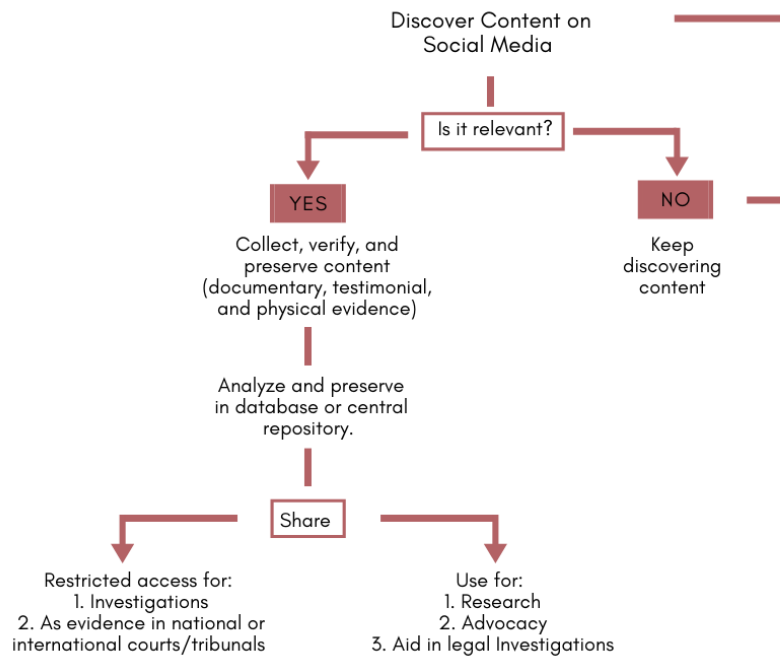 Discover Content on
Social Media
Is it relevant?
YES
NO
Collect, verify, and
preserve content
(documentary, testimonial,
and physical evidence)
Keep
discovering
content
Analyze and preserve
in database or central
repository.
Share
Restricted access for:
1. Investigations
2. As evidence in national or
international courts/tribunals
Use for:
1. Research
2. Advocacy
3. Aid in legal Investigations